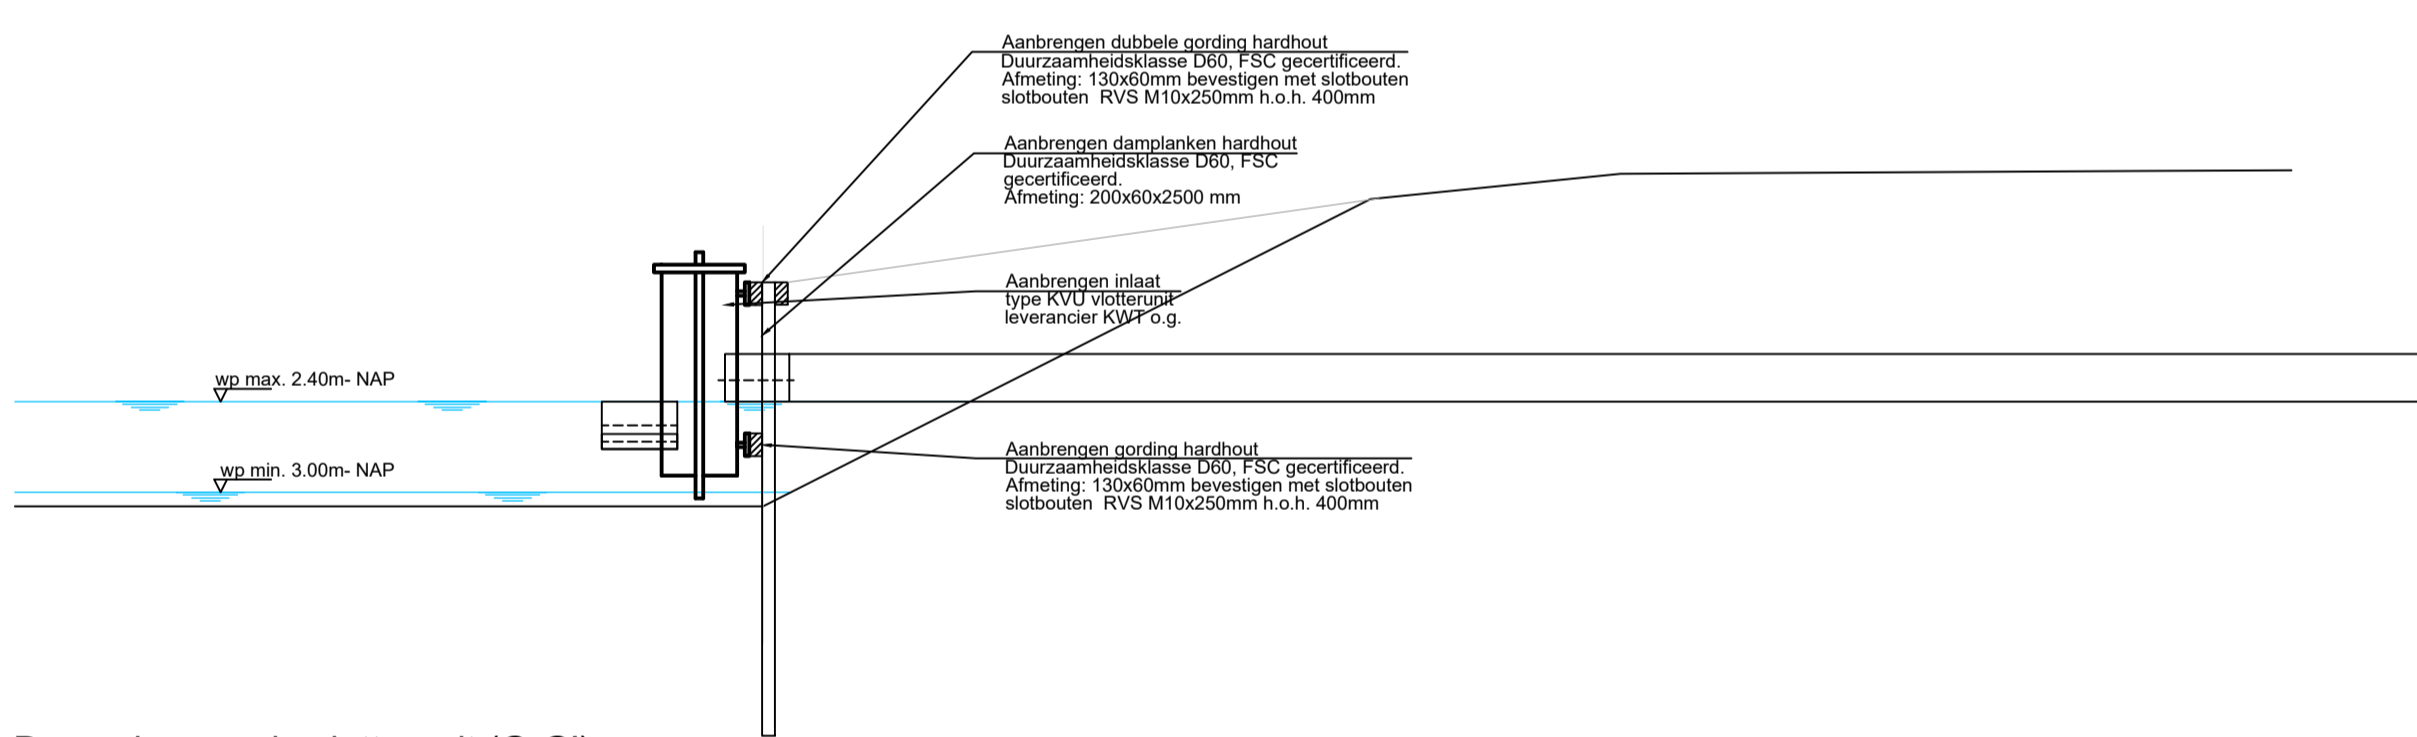 Aanbrengen dubbele gording hardhout
Duurzaamheidsklasse D60, FSC gecertificeerd.
Afmeting: 130x60mm bevestigen met slotbouten
slotbouten  RVS M10x250mm h.o.h. 400mm
Aanbrengen damplanken hardhout
Duurzaamheidsklasse D60, FSC
gecertificeerd.
Afmeting: 200x60x2500 mm
Aanbrengen inlaat
type KVU vlotterunit
leverancier KWT o.g.
wp max. 2.40m- NAP
wp min. 3.00m- NAP
Aanbrengen gording hardhout
Duurzaamheidsklasse D60, FSC gecertificeerd.
Afmeting: 130x60mm bevestigen met slotbouten
slotbouten  RVS M10x250mm h.o.h. 400mm